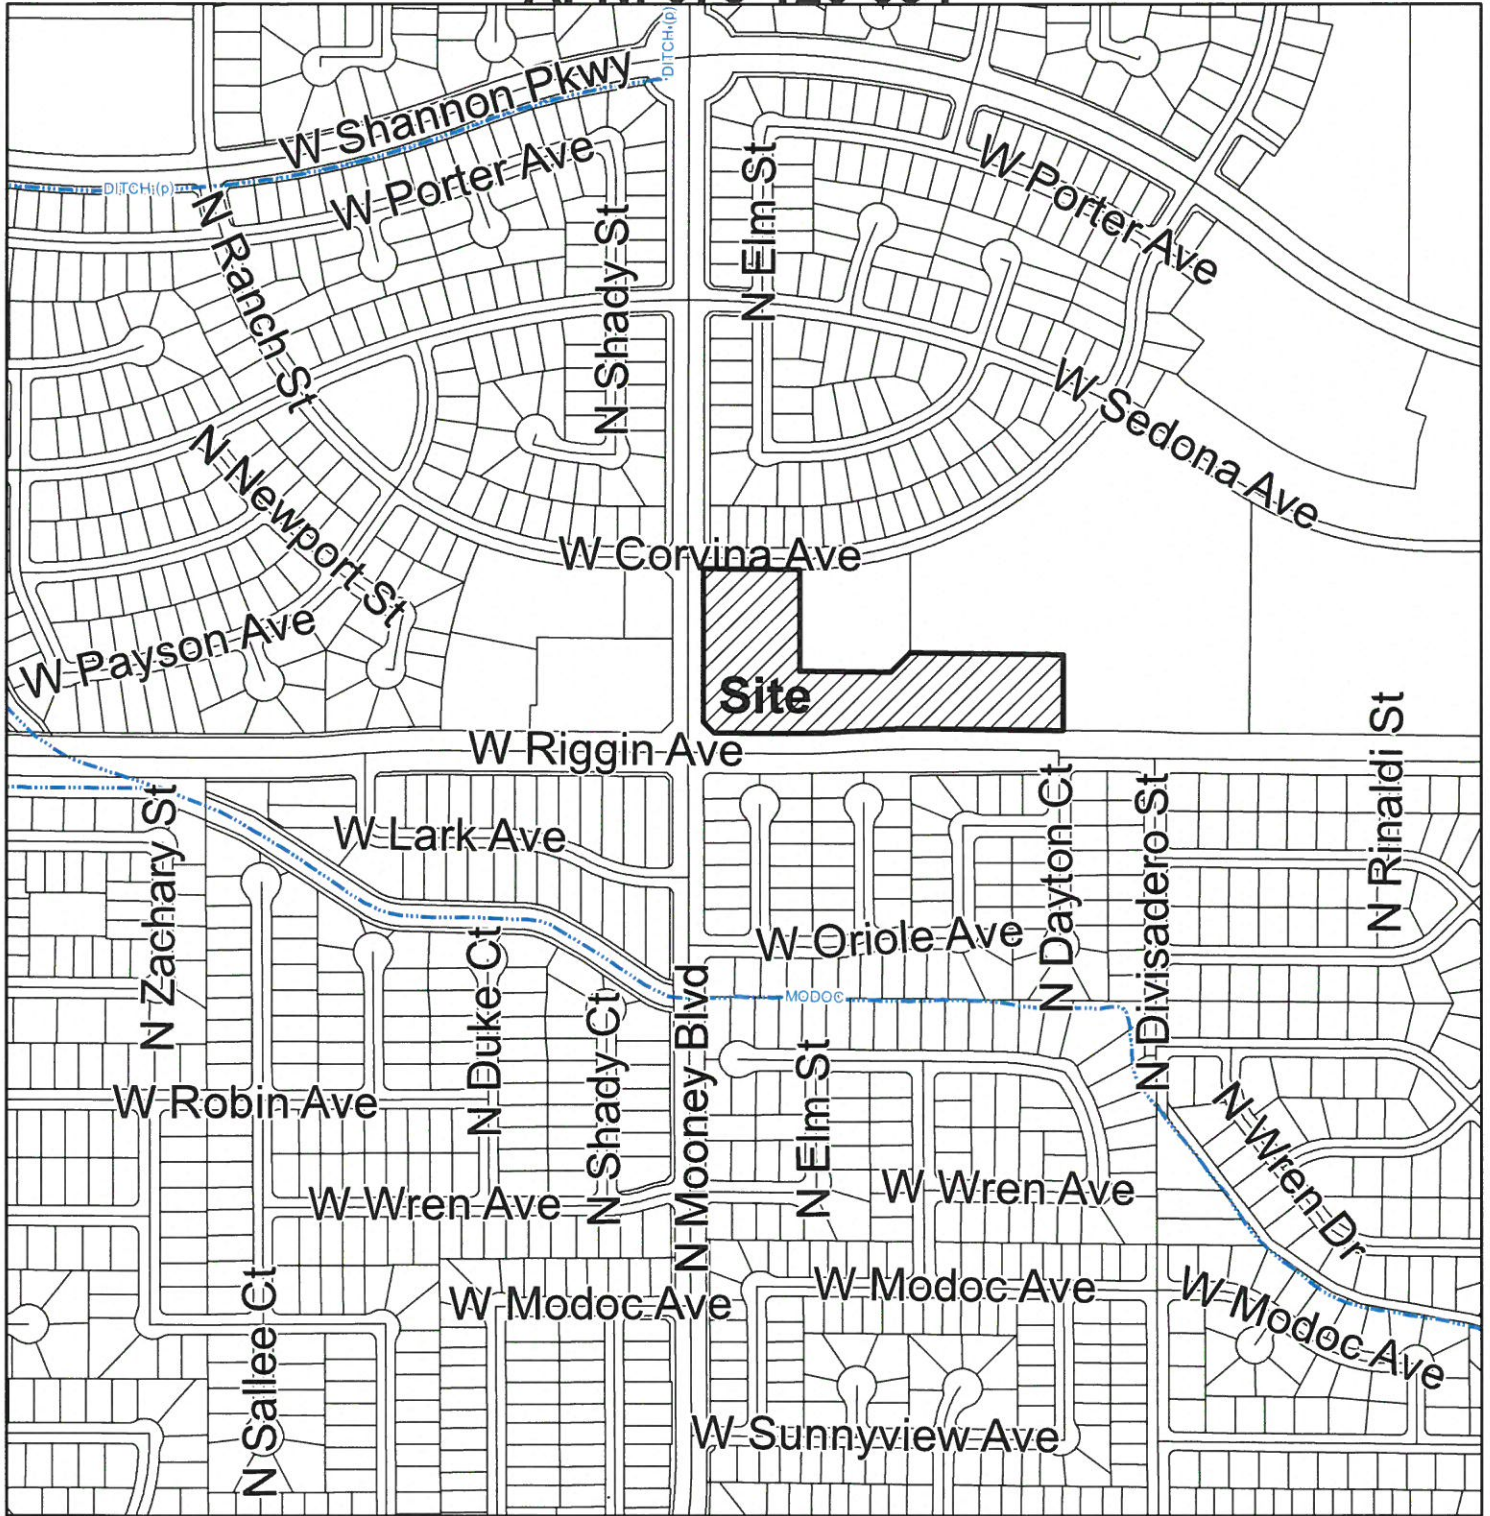 DITCH (p)
W Shannon Pkwy
W Porter Ave
W Porter Ave
DITCH (p)
N Ranch St
N Shady St
N Elm St
W Sedona Ave
N Newport St
W Corvina Ave
W Payson Ave
Site
W Riggin Ave
N Rinaldi St
N Zachary St
W Lark Ave
N Dayton Ct
N Divisadero St
W Oriole Ave
N Duke Ct
MODOC
N Shady Ct
N Mooney Blvd
N Elm St
W Robin Ave
N Wren Dr
W Wren Ave
W Wren Ave
W Modoc Ave
W Modoc Ave
W Modoc Ave
N Sallee Ct
W Sunnyview Ave